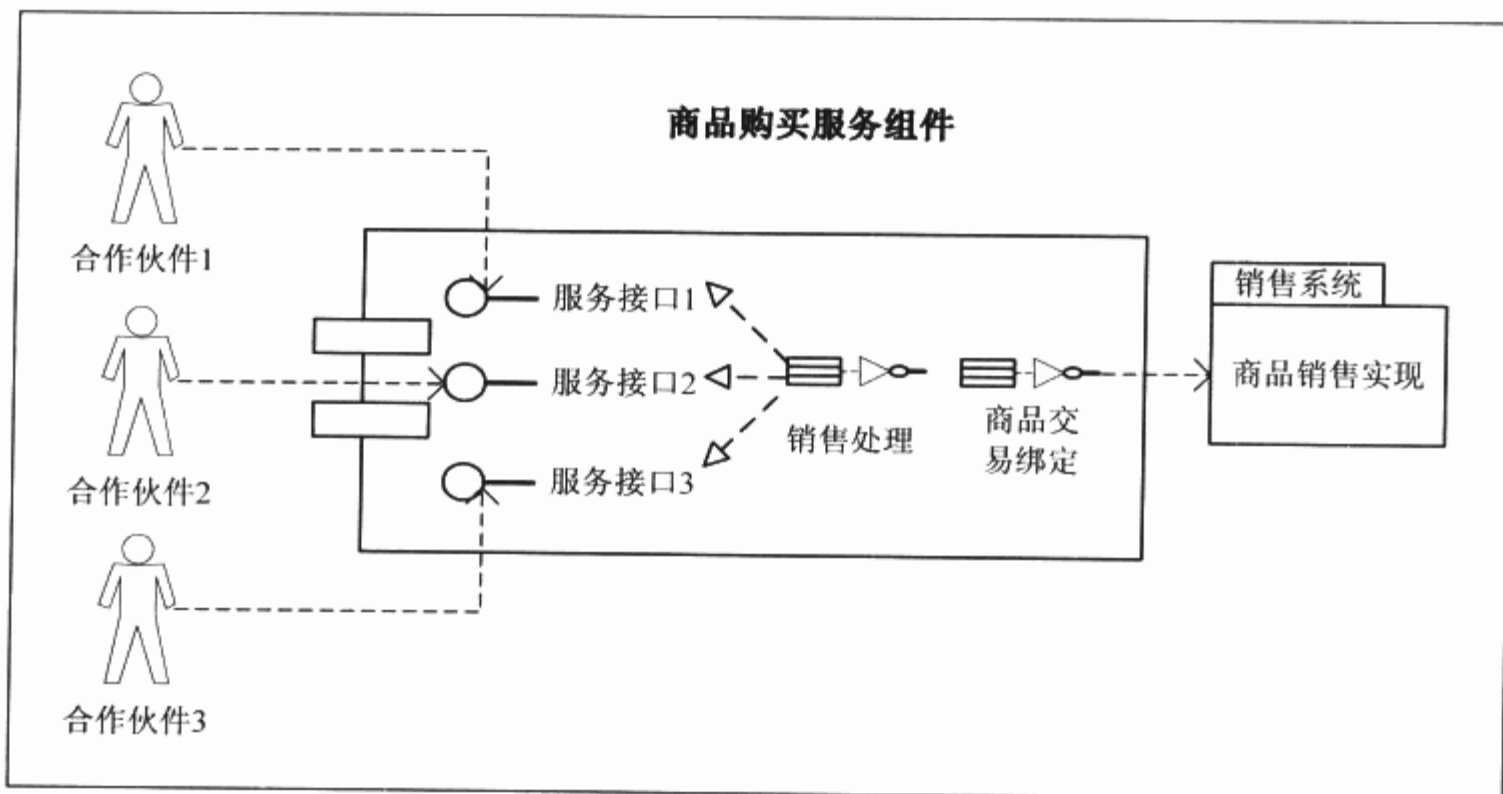 商品购买服务组件
合作伙件1
合作伙件2
合作伙件3
服务接口1
服务接口2
服务接口3
销售处理
商品交
易绑定
销售系统
商品销售实现